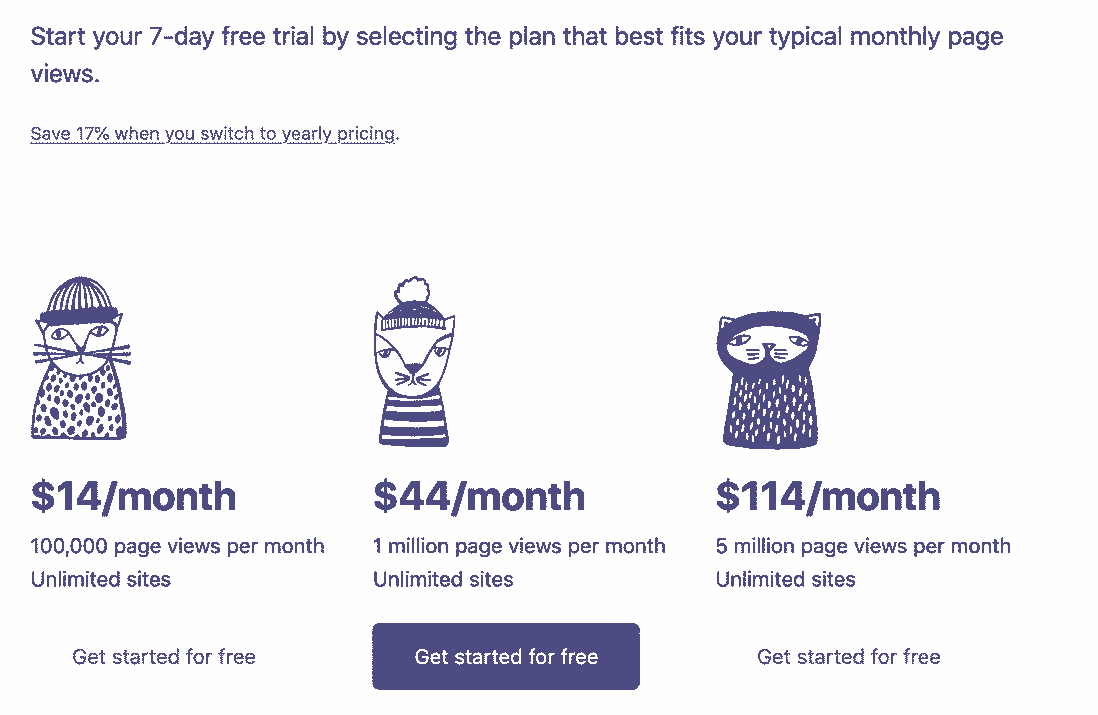 Start your 7-day free trial by selecting the plan that best fits your typical monthly page
views.
Save 17% when you switch to yearly pricing.
$14/month
100,000 page views per month
Unlimited sites
Get started for free
$44/month
1 million page views per month
Unlimited sites
Get started for free
$114/month
5 million page views per month
Unlimited sites
Get started for free